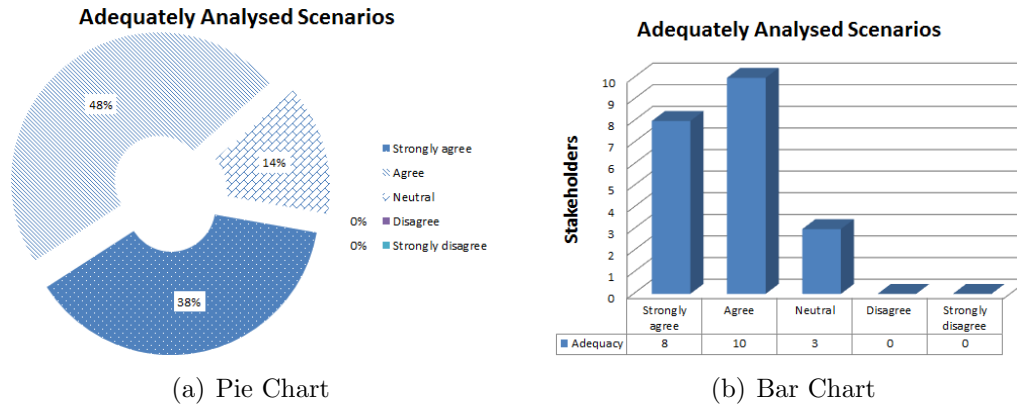 Adequately Analysed Scenarios
48%
14%
38%
Strongly agree
Agree
Neutral
0% Disagree
0% Strongly disagree
(a) Pie Chart
Adequately Analysed Scenarios
Stakeholders
10
9
8
7
6
5
4
3
2
1
0
Strongly agree Agree Neutral Disagree Strongly disagree
Adequacy 8 10 3 0 0
(b) Bar Chart